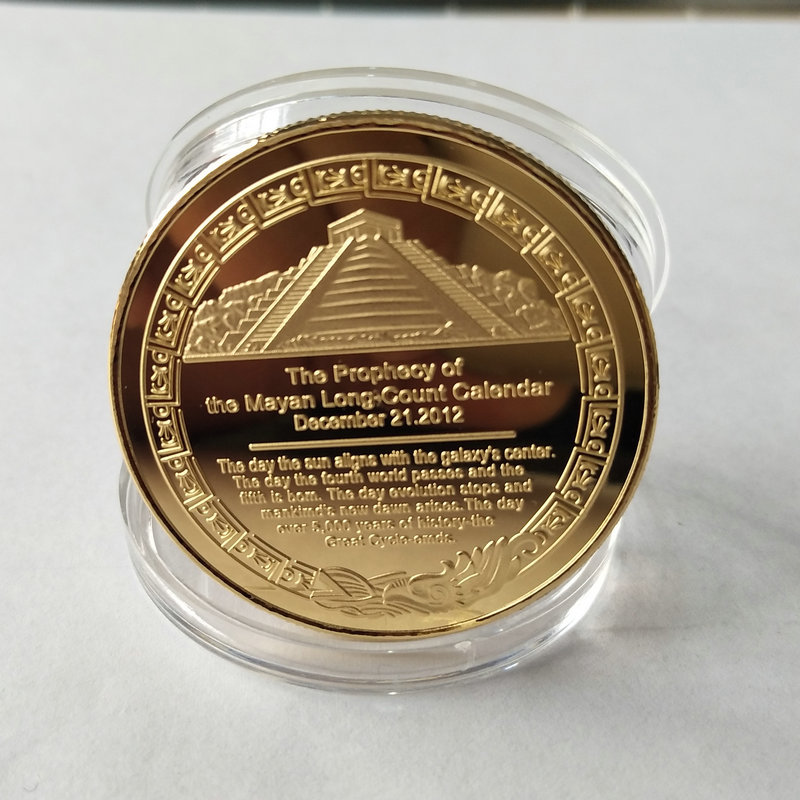 The Prophecy of
the Mayan Long-Count Calendar
December 21.2012
The day the sun aligns with the galaxy's center.
The day the fourth world passes and the
fifth is born. The day evolution stops and
mankind's new dawn arises. The day
over 5,000 years of history-the
Great Cycle-ends.